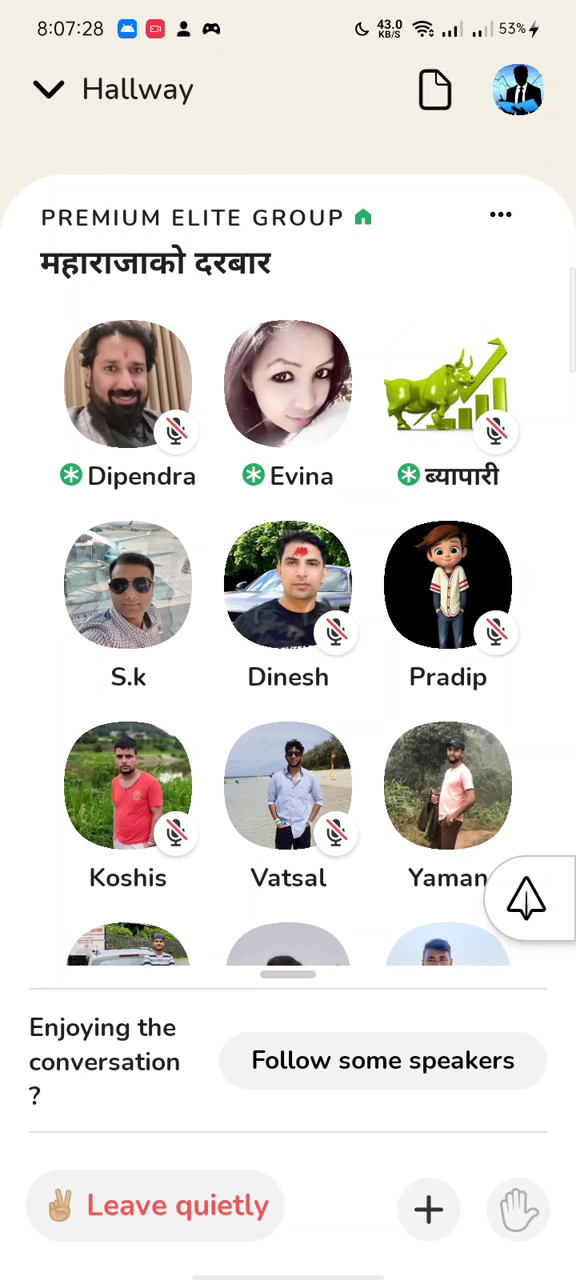 8:07:28
43.0
KB/S
53%
Hallway
PREMIUM ELITE GROUP
महाराजाको दरबार
Dipendra
Evina
ब्यापारी
S.k
Dinesh
Pradip
Koshis
Vatsal
Yaman
Enjoying the
conversation
?
Follow some speakers
Leave quietly